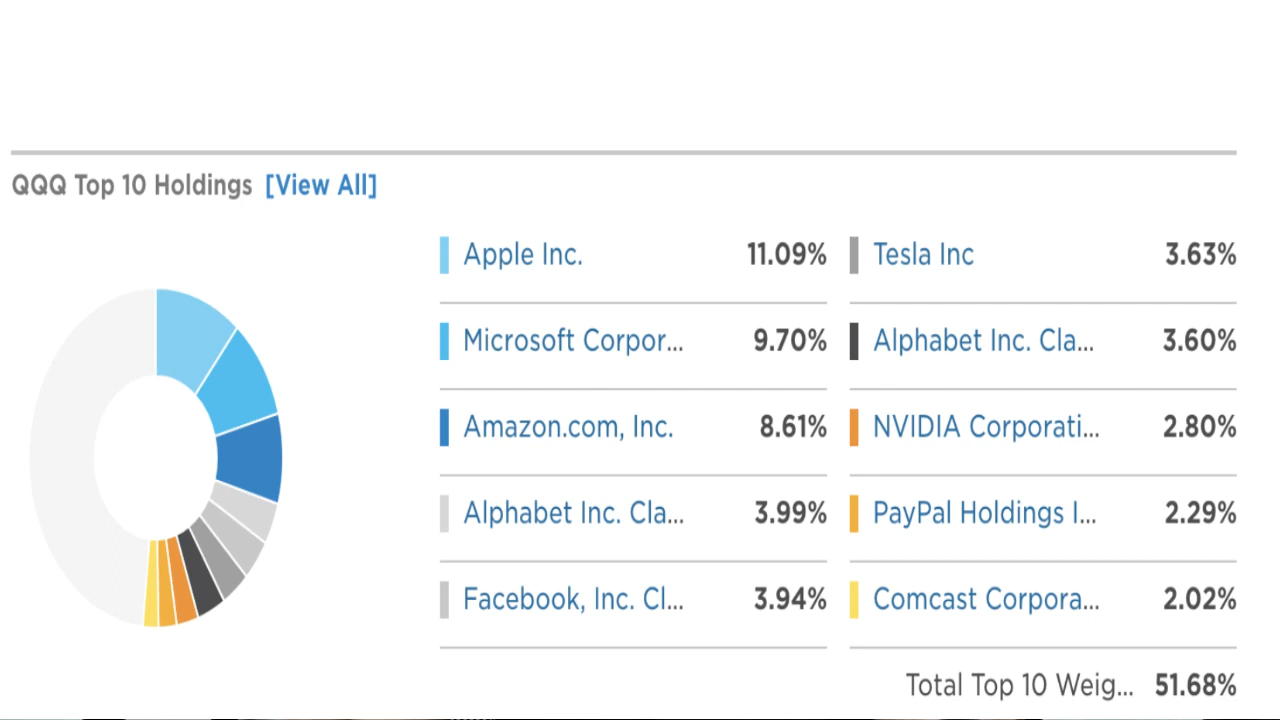 QQQ Top 10 Holdings [View All]
Apple Inc. 11.09%
Microsoft Corpor... 9.70%
Amazon.com, Inc. 8.61%
Alphabet Inc. Cla... 3.99%
Facebook, Inc. Cl... 3.94%
Tesla Inc 3.63%
Alphabet Inc. Cla... 3.60%
NVIDIA Corporati... 2.80%
PayPal Holdings I... 2.29%
Comcast Corpora... 2.02%
Total Top 10 Weig... 51.68%